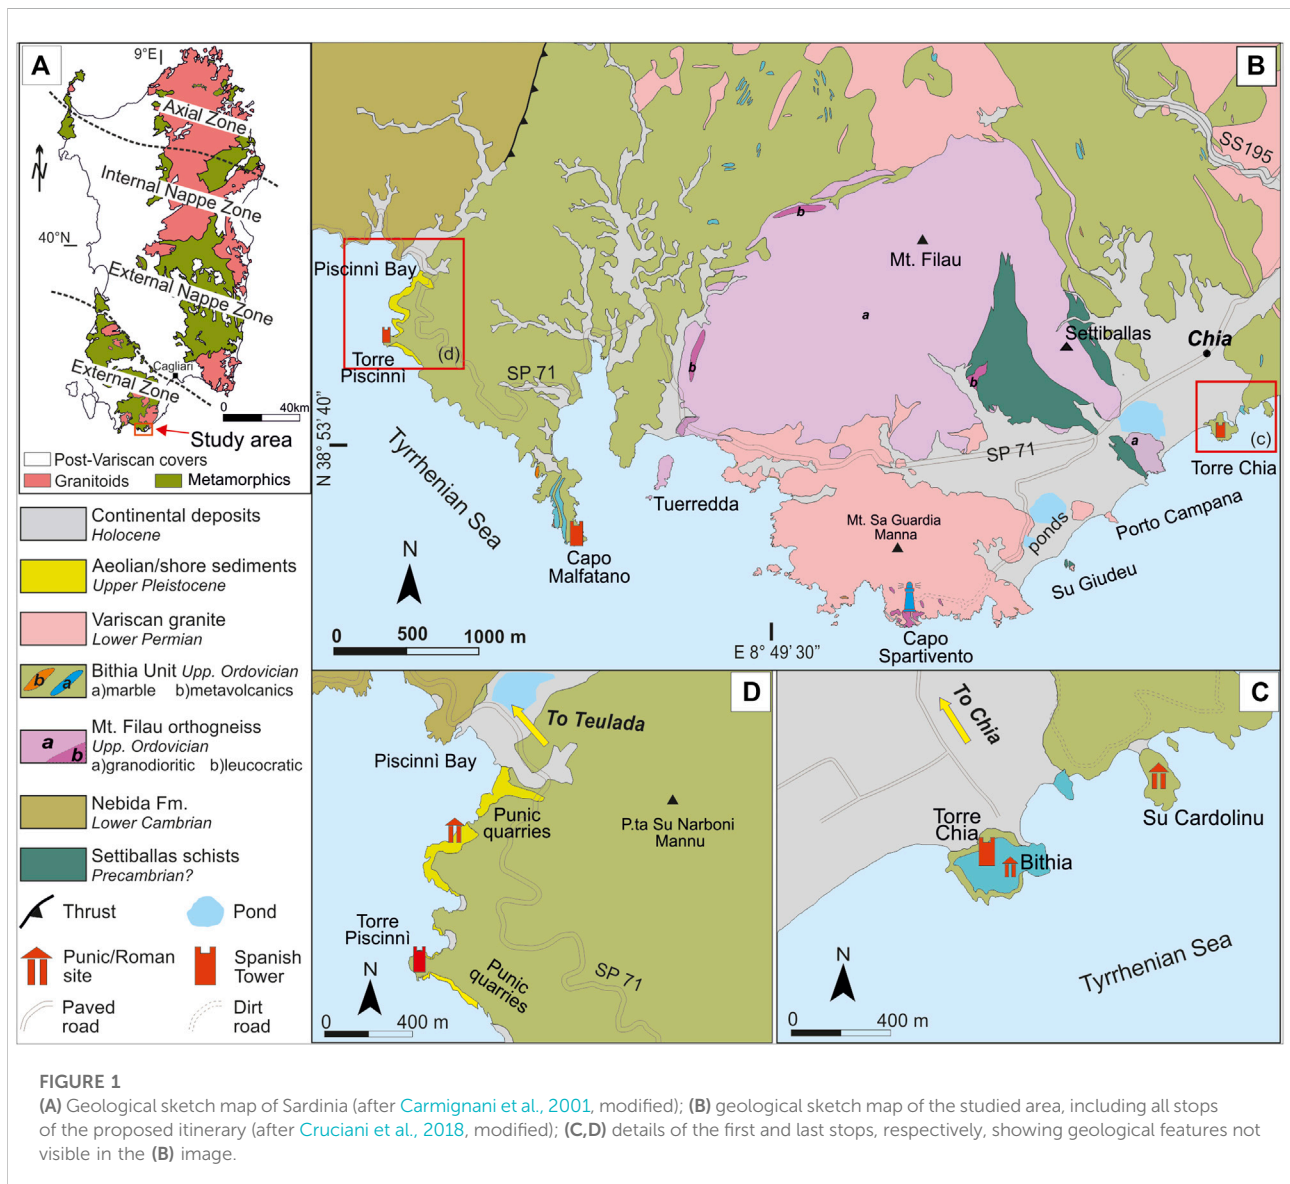 A
9°E
Axial Zone
N
Internal Nappe Zone
40°N
External Nappe Zone
Cagliari
External Zone
0 40km
Study area
Post-Variscan covers
Granitoids
Metamorphics
Continental deposits
Holocene
Aeolian/shore sediments
Upper Pleistocene
Variscan granite
Lower Permian
b a
Bithia Unit Upp. Ordovician
a)marble b)metavolcanics
a b
Mt. Filau orthogneiss
Upp. Ordovician
a)granodioritic b)leucocratic
Nebida Fm.
Lower Cambrian
Settiballas schists
Precambrian?
Thrust
Pond
Punic/Roman
site
Spanish
Tower
Paved
road
Dirt
road
B
SS195
b
Mt. Filau
Piscinnì Bay
a
Settiballas
Chia
(d)
Torre
Piscinnì
b
b
SP 71
N 38° 53' 40"
a
(c)
SP 71
Torre Chia
Tyrrhenian Sea
Tuerredda
Porto Campana
Mt. Sa Guardia
Manna
ponds
N
Capo
Malfatano
Su Giudeu
0 500 1000 m
E 8° 49' 30"
Capo
Spartivento
D
To Teulada
Piscinnì Bay
Punic
quarries
P.ta Su Narboni
Mannu
Torre
Piscinnì
Punic
quarries
SP 71
N
0 400 m
C
To Chia
Torre
Chia
Su Cardolinu
Bithia
Tyrrhenian Sea
N
0 400 m
FIGURE 1
(A) Geological sketch map of Sardinia (after Carmignani et al., 2001, modified); (B) geological sketch map of the studied area, including all stops
of the proposed itinerary (after Cruciani et al., 2018, modified); (C,D) details of the first and last stops, respectively, showing geological features not
visible in the (B) image.